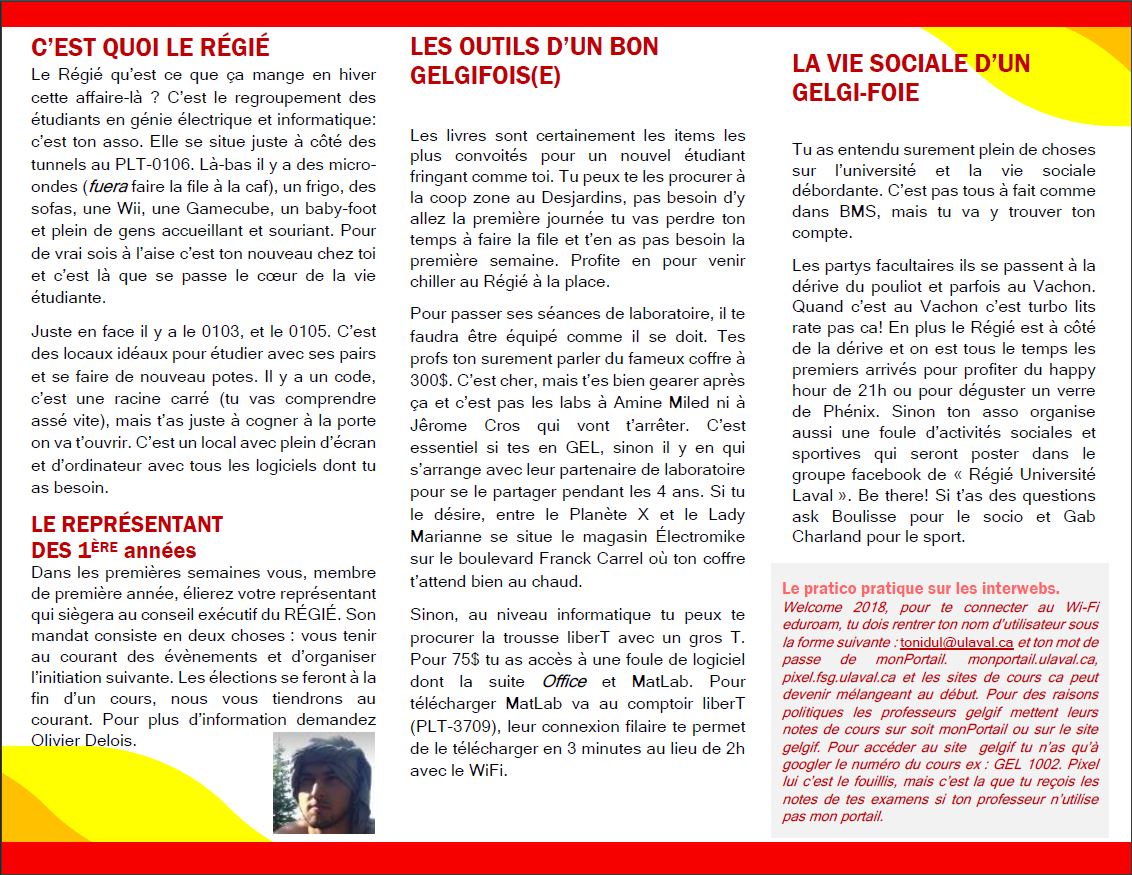 C'EST QUOI LE RÉGIÉ
Le Régié qu'est ce que ça mange en hiver
cette affaire-là ? C'est le regroupement des
étudiants en génie électrique et informatique:
c'est ton asso. Elle se situe juste à côté des
tunnels au PLT-0106. Là-bas il y a des micro-
ondes (fuera faire la file à la caf), un frigo, des
sofas, une Wii, une Gamecube, un baby-foot
et plein de gens accueillant et souriant. Pour
de vrai sois à l'aise c'est ton nouveau chez toi
et c'est là que se passe le cœur de la vie
étudiante.
Juste en face il y a le 0103, et le 0105. C'est
des locaux idéaux pour étudier avec ses pairs
et se faire de nouveau potes. Il y a un code,
c'est une racine carré (tu vas comprendre
assé vite), mais t'as juste à cogner à la porte
on va t'ouvrir. C'est un local avec plein d'écran
et d'ordinateur avec tous les logiciels dont tu
as besoin.
LE REPRÉSENTANT
DES 1ÈRE années
Dans les premières semaines vous, membre
de première année, élierez votre représentant
qui siègera au conseil exécutif du RÉGIÉ. Son
mandat consiste en deux choses : vous tenir
au courant des évènements et d'organiser
l'initiation suivante. Les élections se feront à la
fin d'un cours, nous vous tiendrons au
courant. Pour plus d'information demandez
Olivier Delois.
LES OUTILS D'UN BON
GELGIFOIS(E)
Les livres sont certainement les items les
plus convoités pour un nouvel étudiant
fringant comme toi. Tu peux te les procurer à
la coop zone au Desjardins, pas besoin d'y
allez la première journée tu vas perdre ton
temps à faire la file et t'en as pas besoin la
première semaine. Profite en pour venir
chiller au Régié à la place.
Pour passer ses séances de laboratoire, il te
faudra être équipé comme il se doit. Tes
profs ton surement parler du fameux coffre à
300$. C'est cher, mais t'es bien gearer après
ça et c'est pas les labs à Amine Miled ni à
Jêrome Cros qui vont t'arrêter. C'est
essentiel si tes en GEL, sinon il y en qui
s'arrange avec leur partenaire de laboratoire
pour se le partager pendant les 4 ans. Si tu
le désire, entre le Planète X et le Lady
Marianne se situe le magasin Électromike
sur le boulevard Franck Carrel où ton coffre
t'attend bien au chaud.
Sinon, au niveau informatique tu peux te
procurer la trousse liberT avec un gros T.
Pour 75$ tu as accès à une foule de logiciel
dont la suite Office et MatLab. Pour
télécharger MatLab va au comptoir liberT
(PLT-3709), leur connexion filaire te permet
de le télécharger en 3 minutes au lieu de 2h
avec le WiFi.
LA VIE SOCIALE D'UN
GELGI-FOIE
Tu as entendu surement plein de choses
sur l'université et la vie sociale
débordante. C'est pas tous à fait comme
dans BMS, mais tu va y trouver ton
compte.
Les partys facultaires ils se passent à la
dérive du pouliot et parfois au Vachon.
Quand c'est au Vachon c'est turbo lits
rate pas ca! En plus le Régié est à côté
de la dérive et on est tous le temps les
premiers arrivés pour profiter du happy
hour de 21h ou pour déguster un verre
de Phénix. Sinon ton asso organise
aussi une foule d'activités sociales et
sportives qui seront poster dans le
groupe facebook de « Régié Université
Laval ». Be there! Si t'as des questions
ask Boulisse pour le socio et Gab
Charland pour le sport.
Le pratico pratique sur les interwebs.
Welcome 2018, pour te connecter au Wi-Fi
eduroam, tu dois rentrer ton nom d'utilisateur sous
la forme suivante : tonidul@ulaval.ca et ton mot de
passe de monPortail. monportail.ulaval.ca,
pixel.fsg.ulaval.ca et les sites de cours ca peut
devenir mélangeant au début. Pour des raisons
politiques les professeurs gelgif mettent leurs
notes de cours sur soit monPortail ou sur le site
gelgif. Pour accéder au site gelgif tu n'as qu'à
googler le numéro du cours ex : GEL 1002. Pixel
lui c'est le fouillis, mais c'est la que tu reçois les
notes de tes examens si ton professeur n'utilise
pas mon portail.